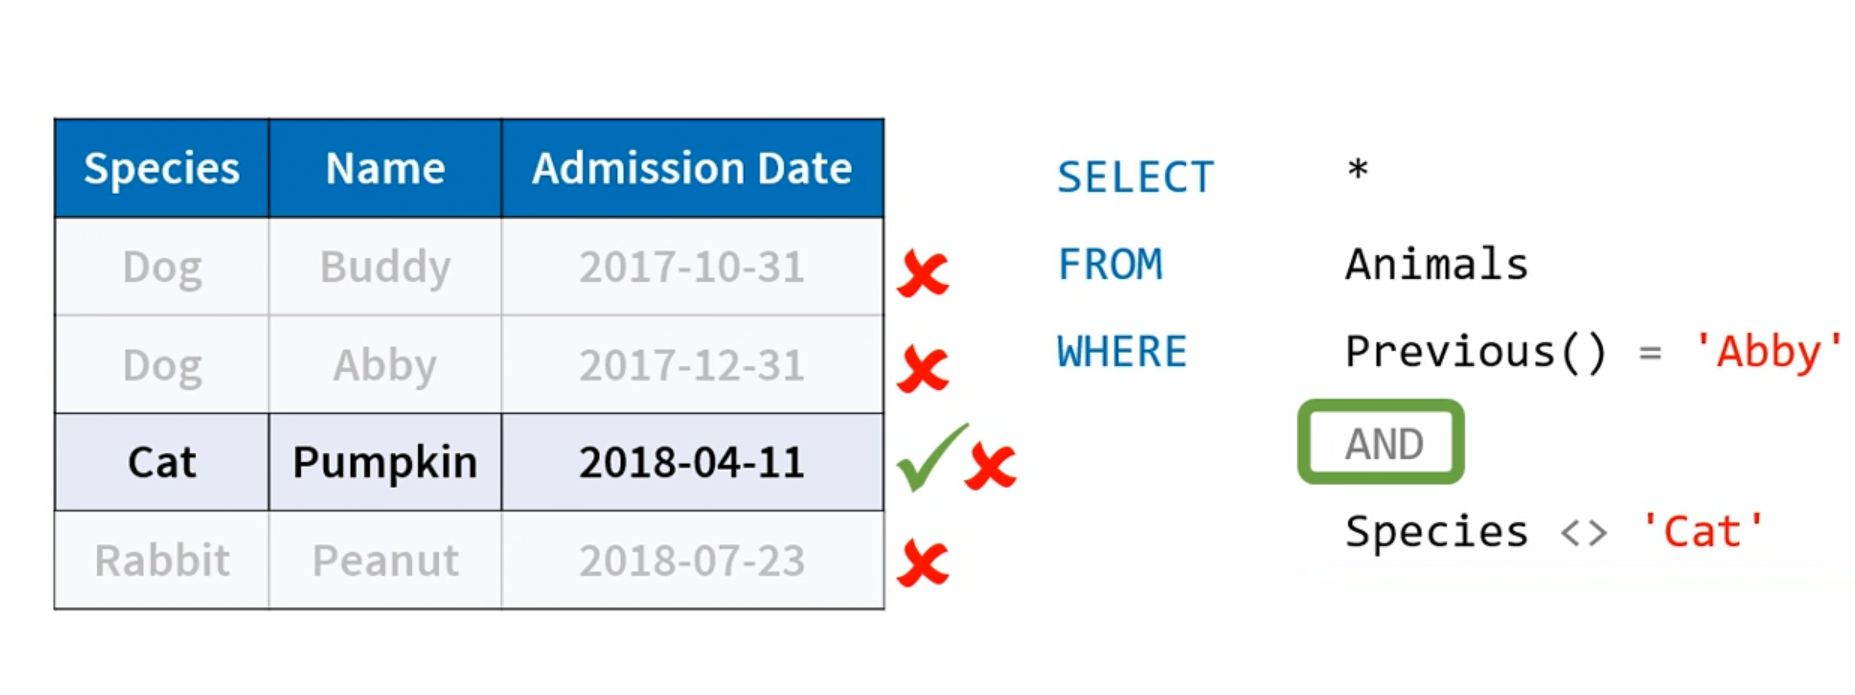 Species Name Admission Date
Dog Buddy 2017-10-31
Dog Abby 2017-12-31
Cat Pumpkin 2018-04-11
Rabbit Peanut 2018-07-23
SELECT *
FROM Animals
WHERE Previous() = 'Abby'
AND
Species <> 'Cat'